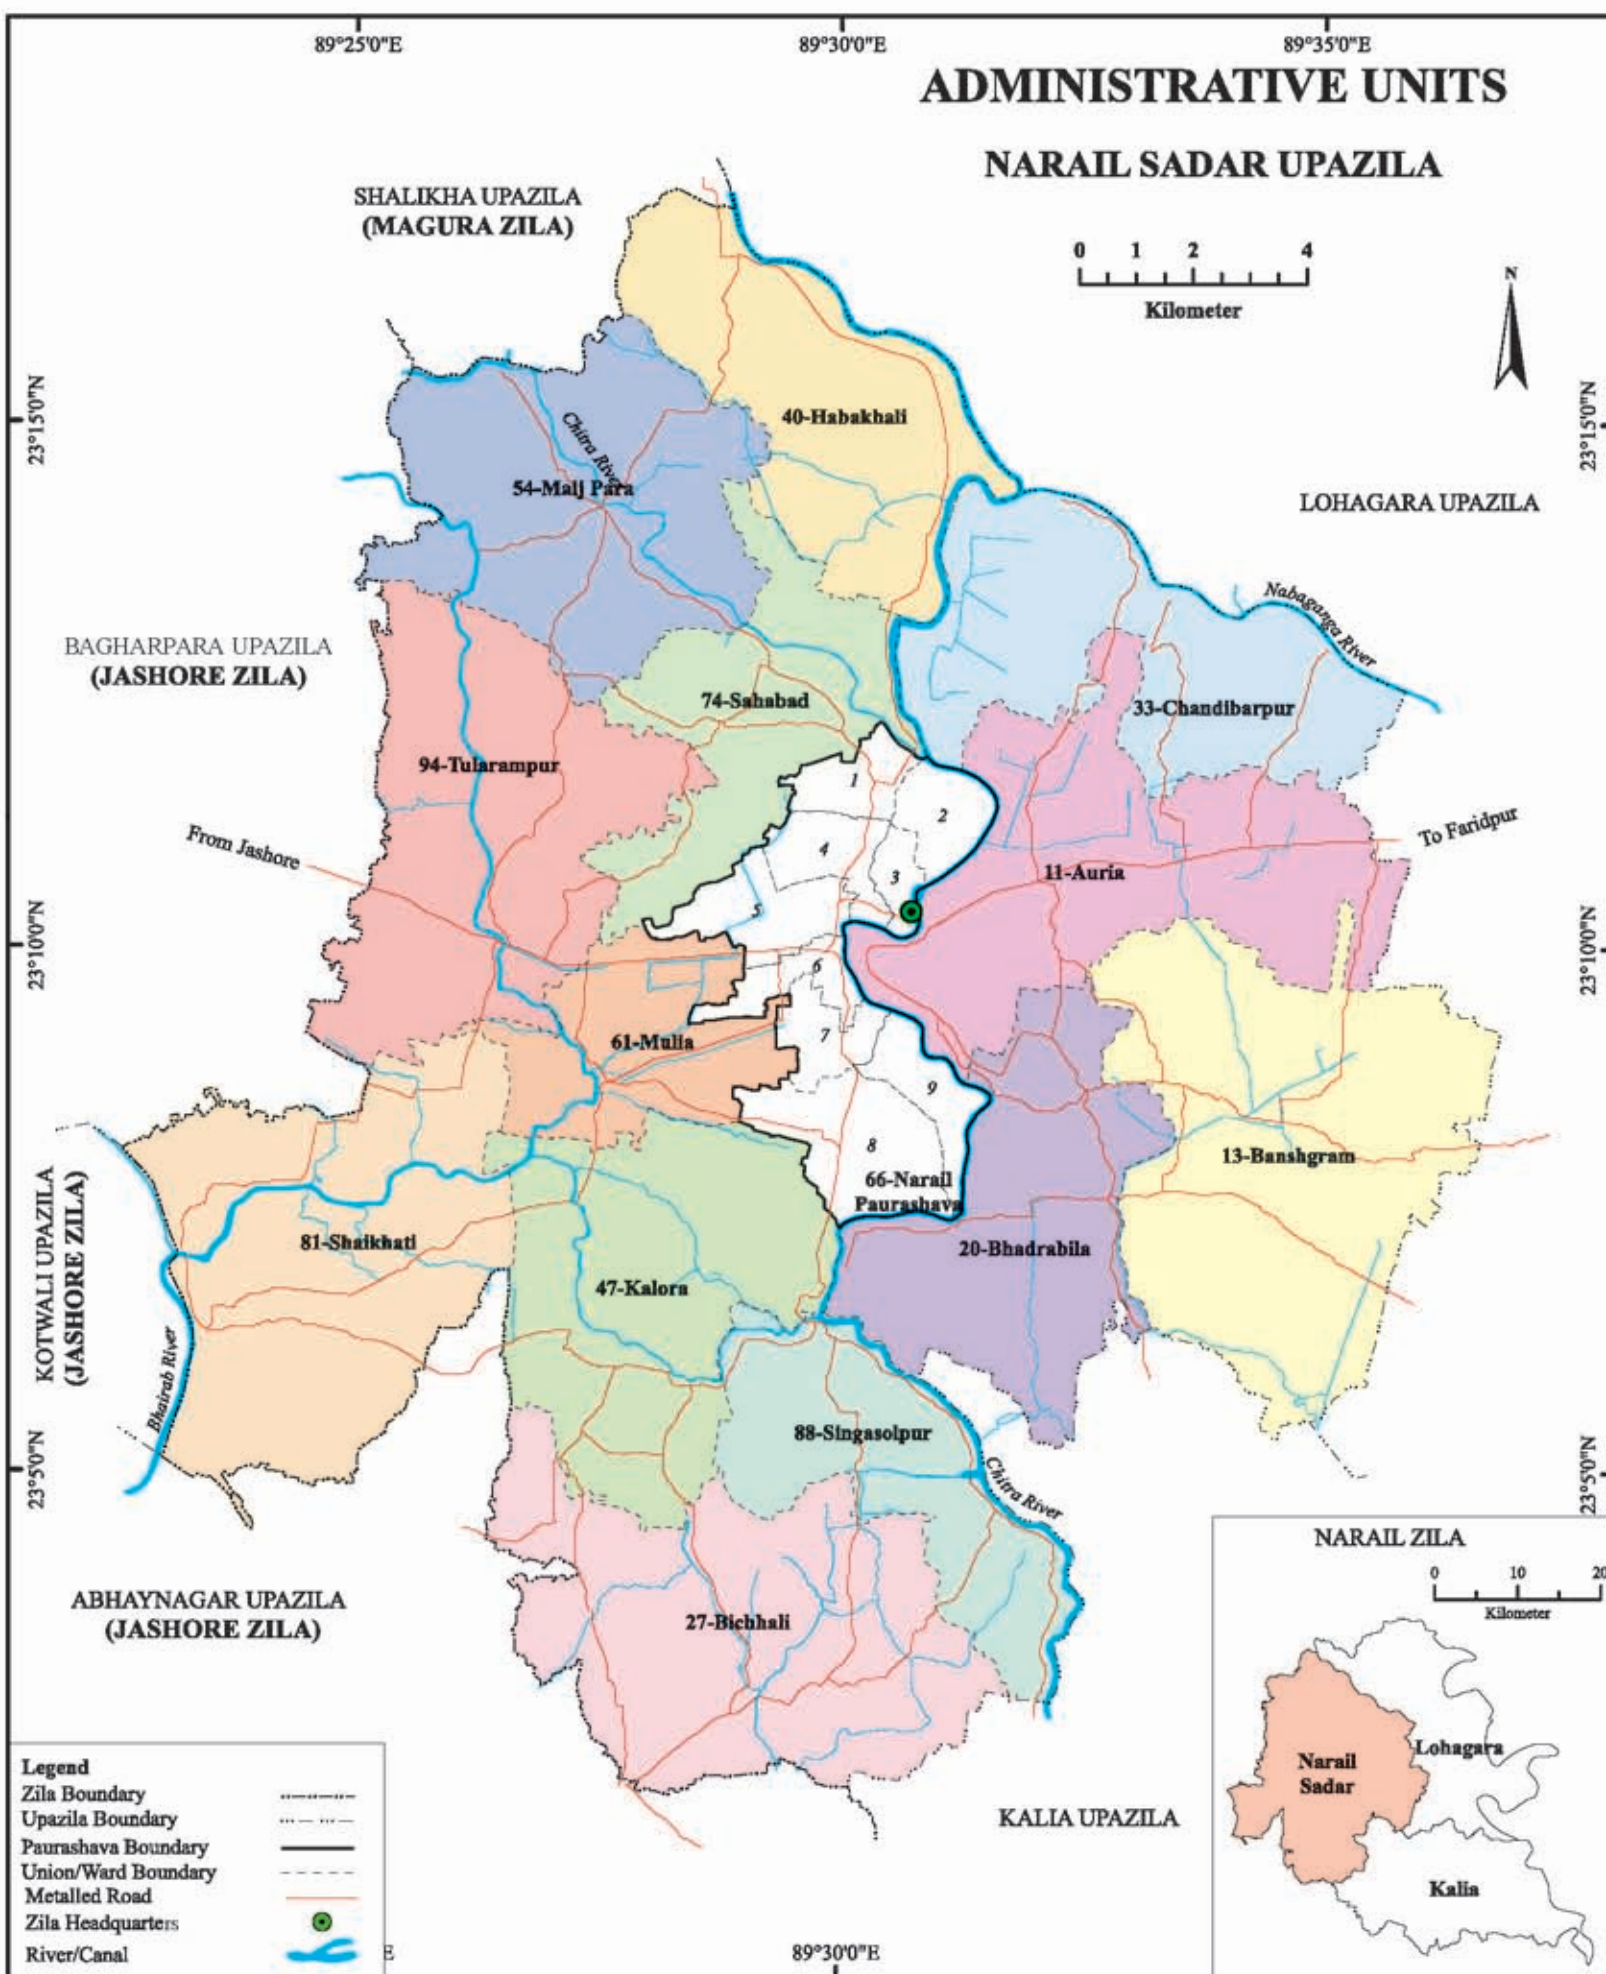 89°25'0"E
89°30'0"E
89°35'0"E
ADMINISTRATIVE UNITS
NARAIL SADAR UPAZILA
SHALIKHA UPAZILA
(MAGURA ZILA)
0 1 2 4
Kilometer
N
23°15'0"N
23°15'0"N
40-Habakhali
Chitra River
54-Maij Para
LOHAGARA UPAZILA
Nabaganga River
BAGHARPARA UPAZILA
(JASHORE ZILA)
74-Sahabad
33-Chandibarpur
94-Tularampur
1
2
From Jashore
To Faridpur
4
3
11-Auria
5
23°10'0"N
23°10'0"N
6
7
61-Mulia
9
8
13-Banshgram
66-Narail
Paurashava
KOTWALI UPAZILA
(JASHORE ZILA)
81-Shaikhati
20-Bhadrabila
47-Kalora
Bhairab River
88-Singasolpur
23°5'0"N
23°5'0"N
Chitra River
NARAIL ZILA
0 10 20
Kilometer
ABHAYNAGAR UPAZILA
(JASHORE ZILA)
27-Bichhali
Lohagara
Narail
Sadar
KALIA UPAZILA
Kalia
Legend
Zila Boundary
Upazila Boundary
Paurashava Boundary
Union/Ward Boundary
Metalled Road
Zila Headquarters
River/Canal
E
89°30'0"E